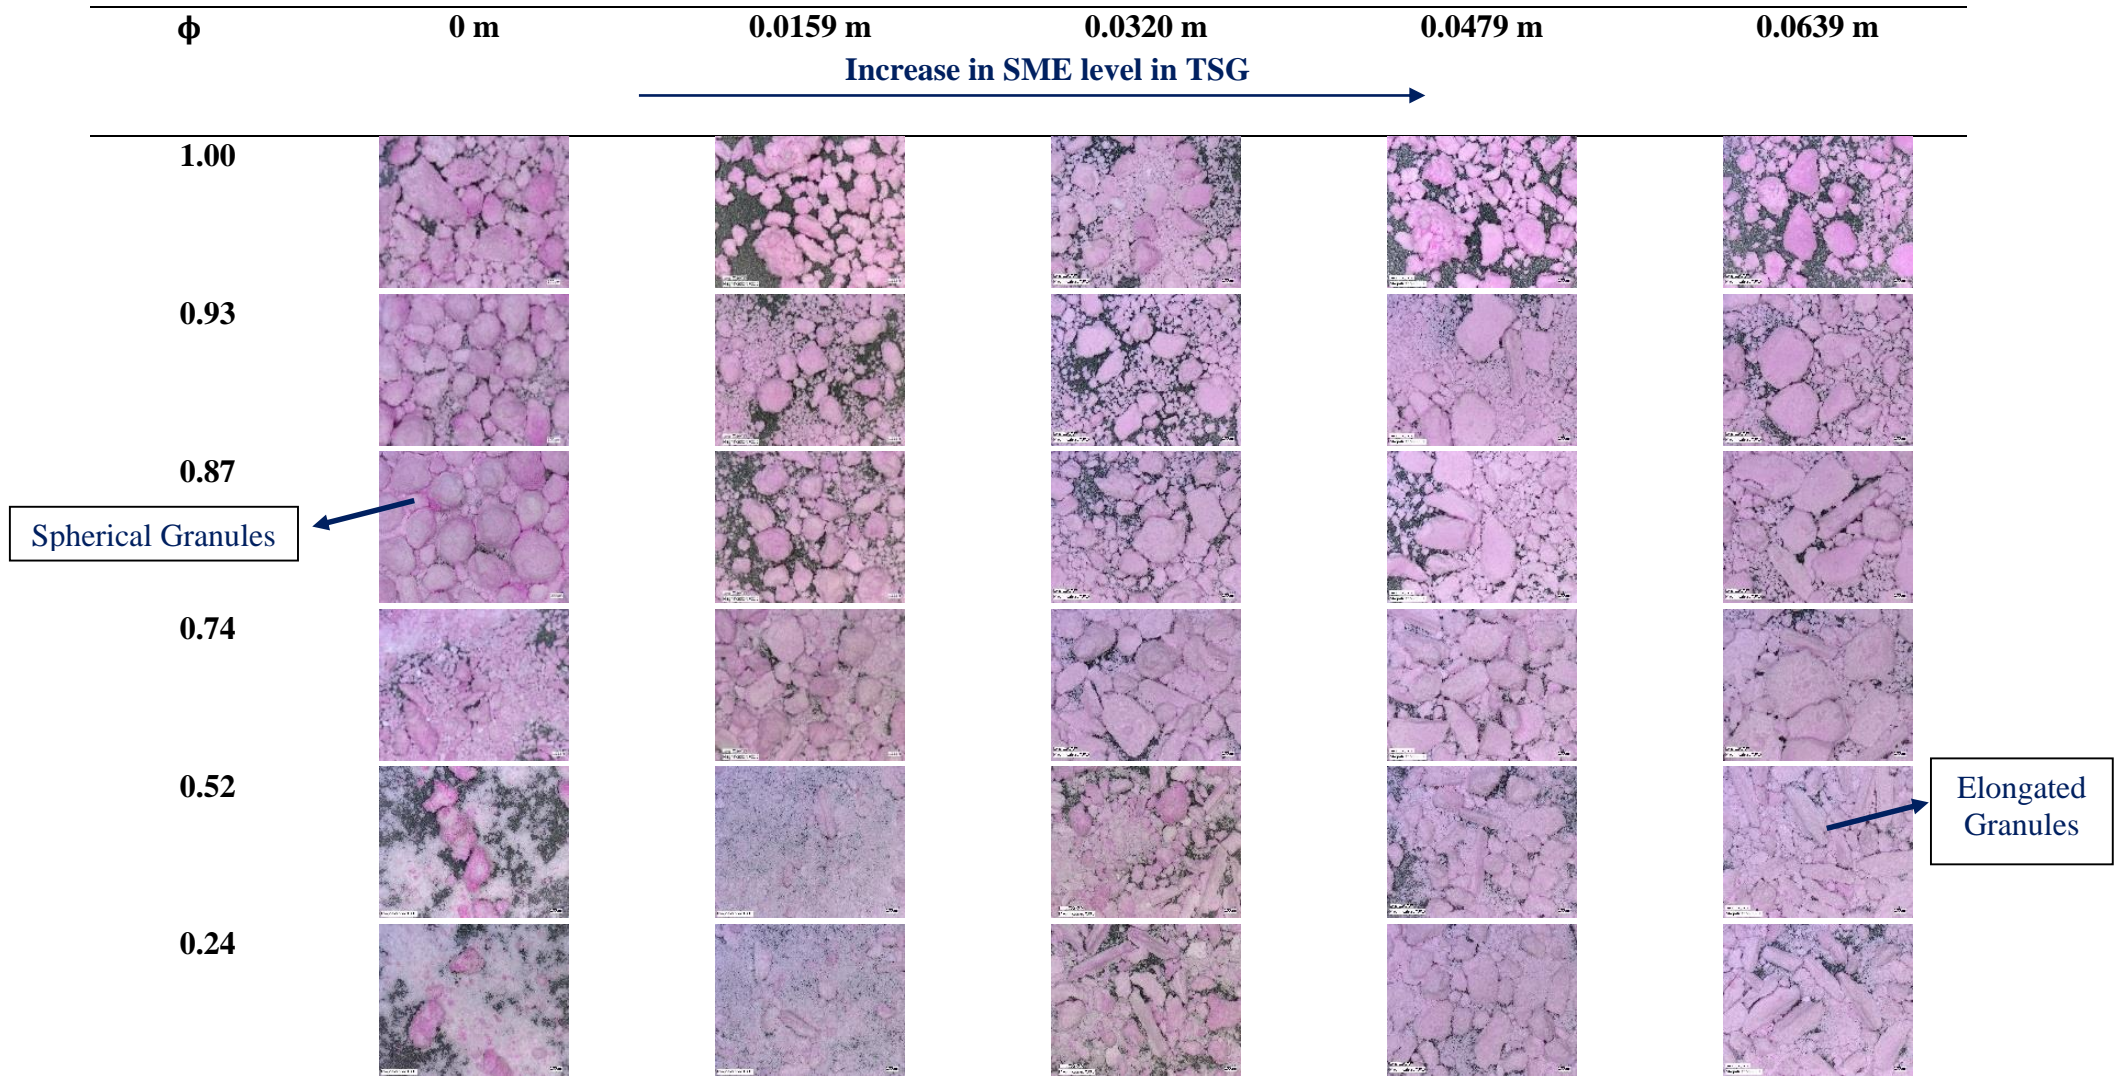 ϕ 0 m 0.0159 m 0.0320 m 0.0479 m 0.0639 m
Increase in SME level in TSG
1.00
0.93
0.87
Spherical Granules
0.74
0.52
Elongated
Granules
0.24